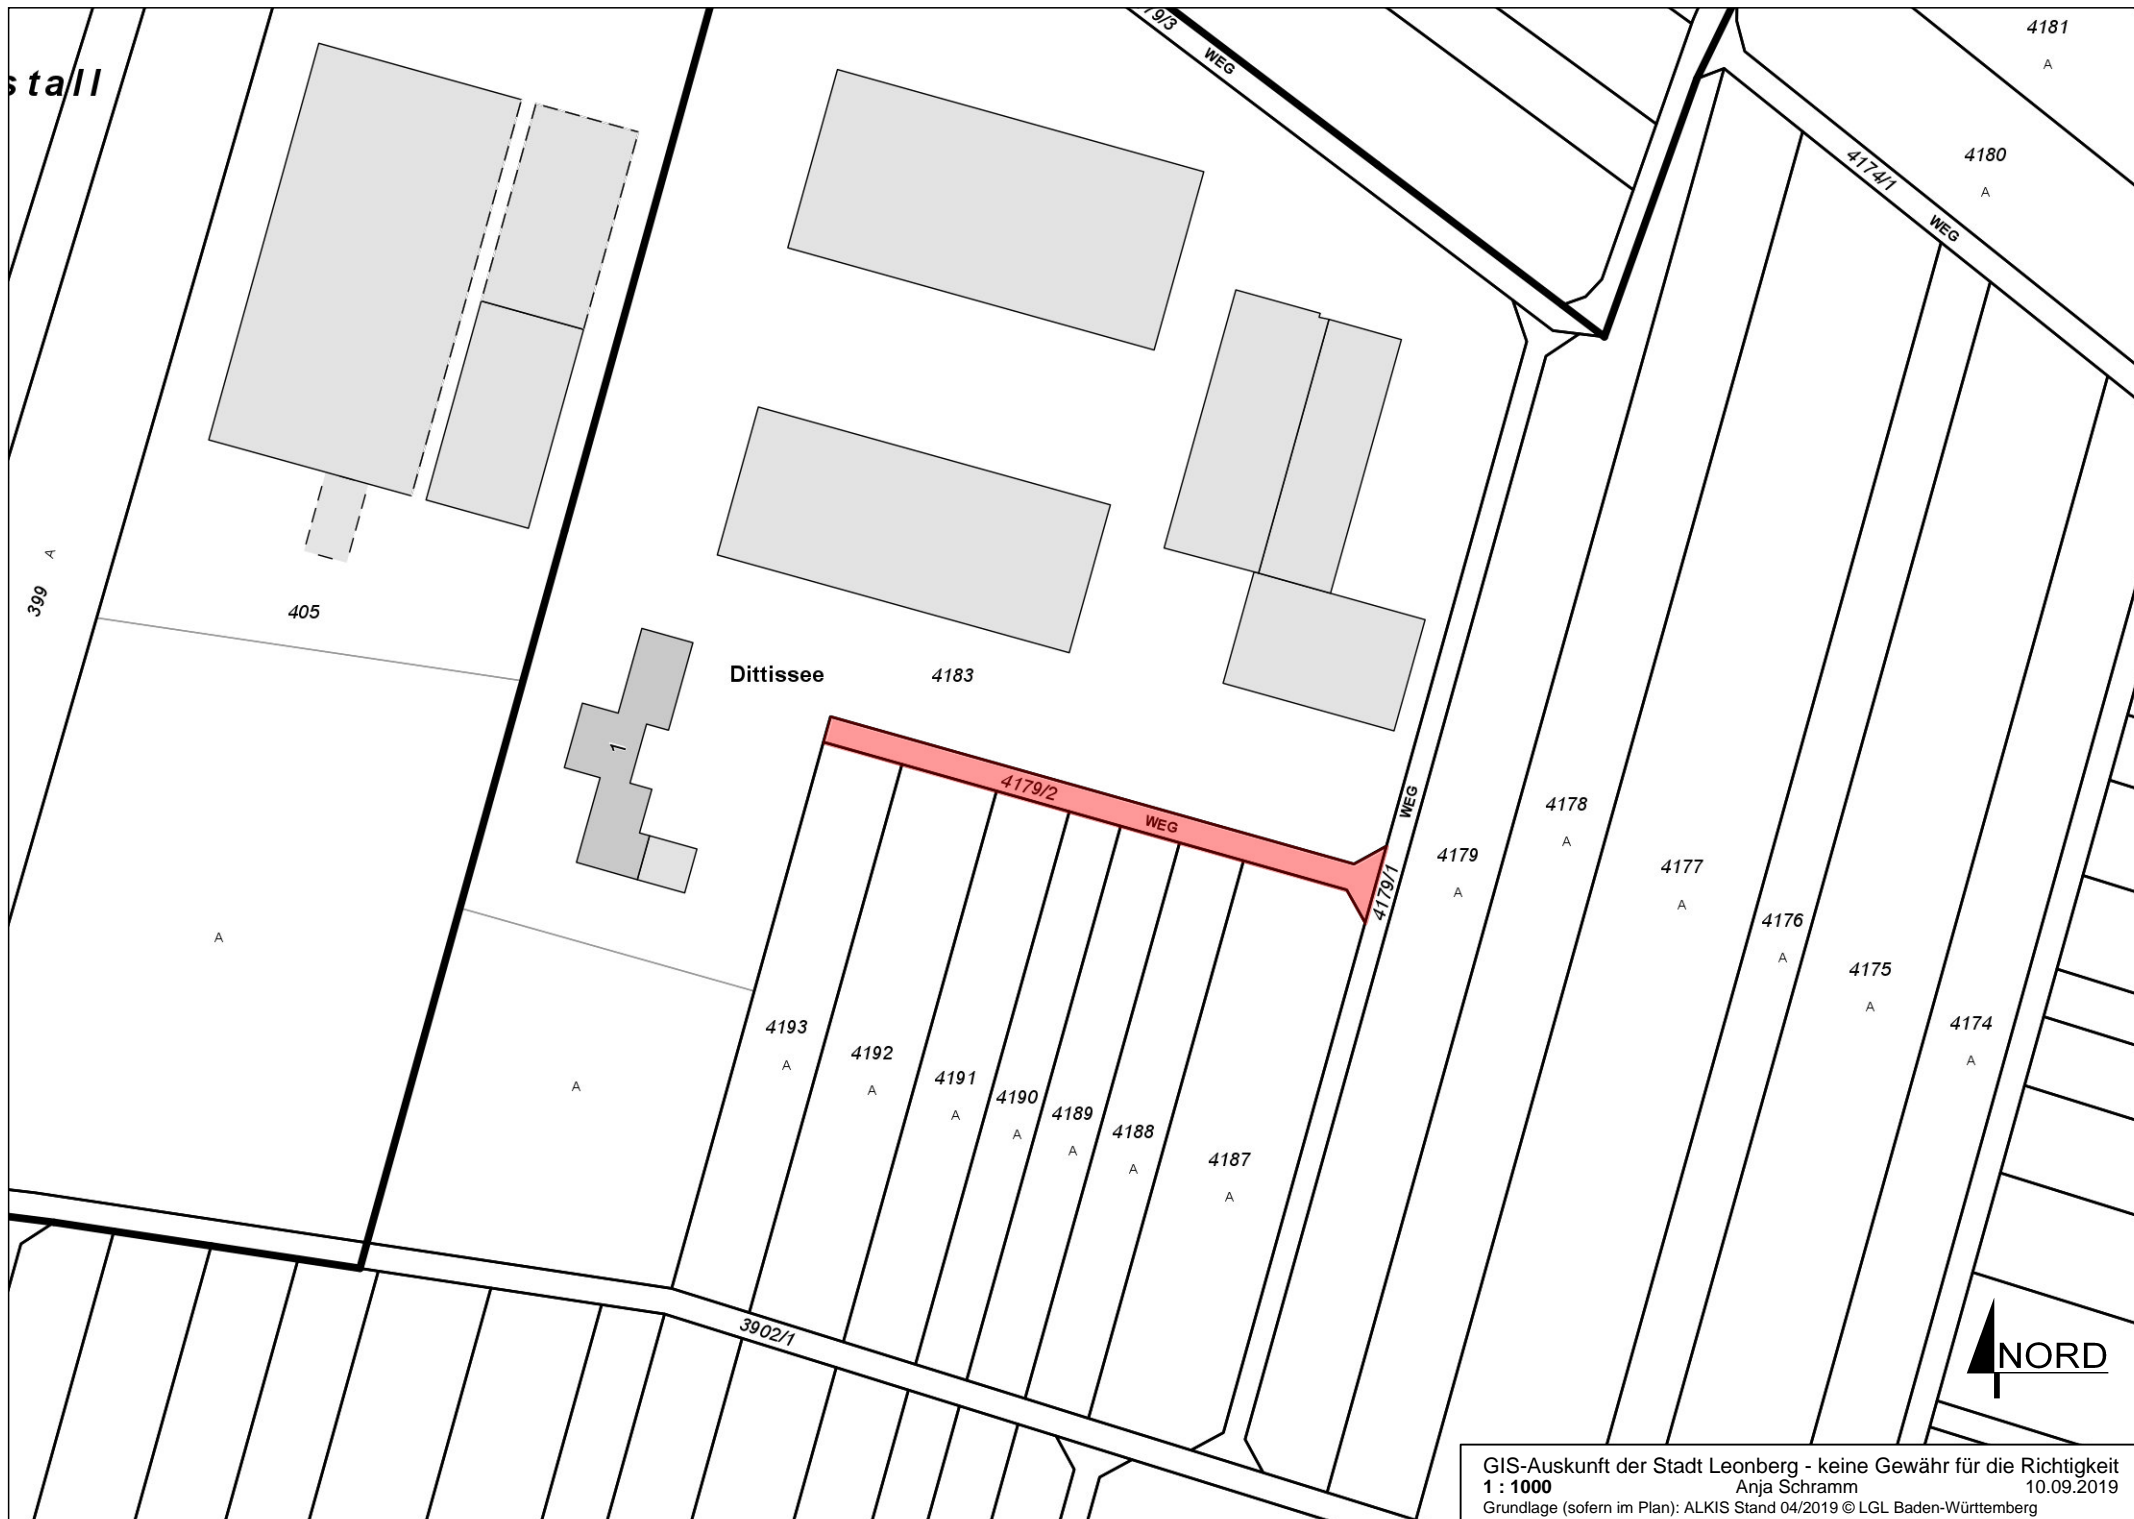 stall
79/3
WEG
4181
A
4180
A
4174/1
WEG
399
A
405
Dittissee
4183
1
4179/2
WEG
WEG
4179/1
4179
A
4178
A
4177
A
4176
A
4175
A
4174
A
A
A
4193
A
4192
A
4191
A
4190
A
4189
A
4188
A
4187
A
3902/1
NORD
GIS-Auskunft der Stadt Leonberg - keine Gewähr für die Richtigkeit
1 : 1000 Anja Schramm 10.09.2019
Grundlage (sofern im Plan): ALKIS Stand 04/2019 © LGL Baden-Württemberg